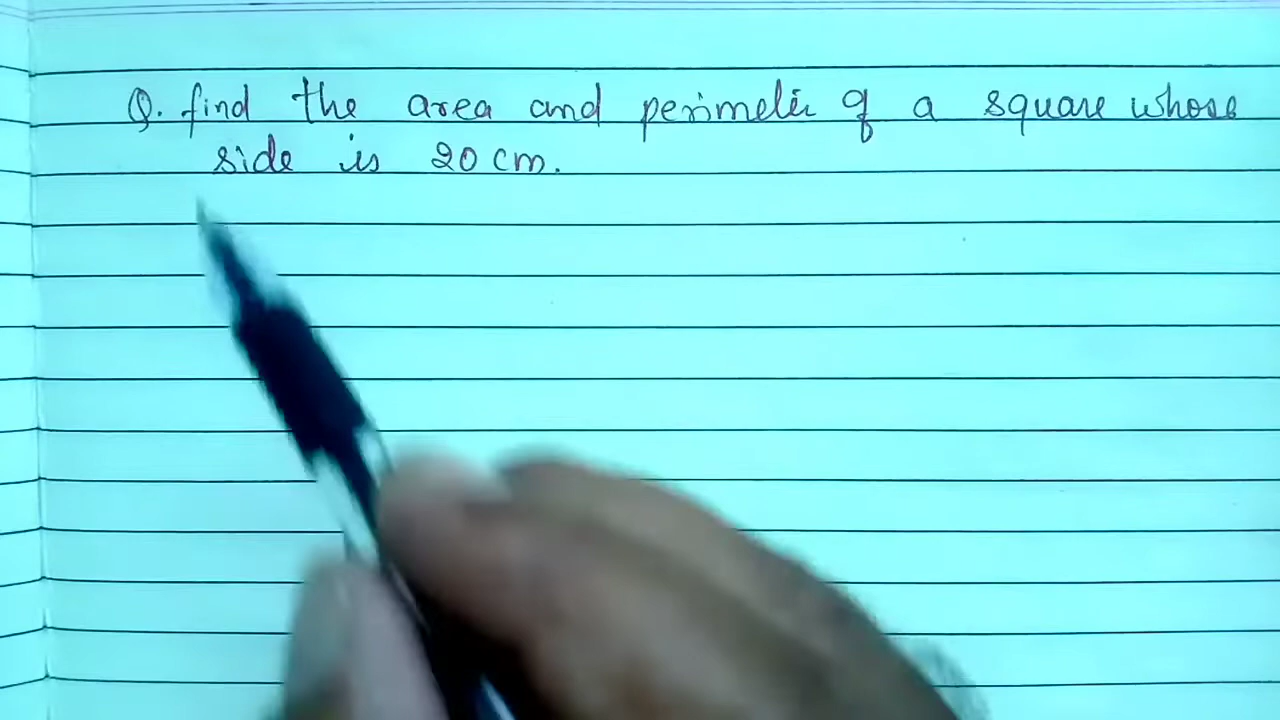 Q. find the area and perimeter of a square whose
side is 20 cm.